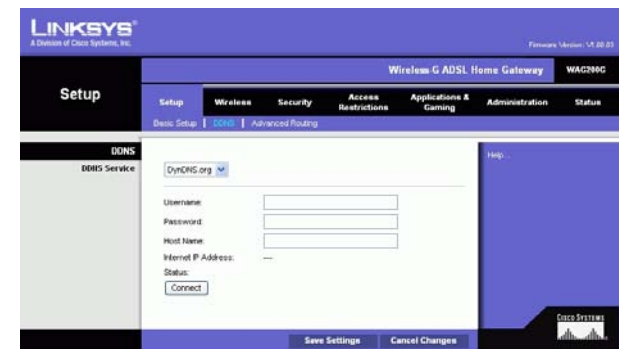 LINKSYS®
A Division of Cisco Systems, Inc.
Firmware Version: V1.00.03
Wireless-G ADSL Home Gateway WAG200G
Setup
Setup Wireless Security Access Restrictions Applications & Gaming Administration Status
Basic Setup | DDNS | Advanced Routing
DDNS
DDNS Service
DynDNS.org
Help...
Username:
Password:
Host Name:
Internet IP Address: ---
Status:
Connect
Save Settings Cancel Changes
CISCO SYSTEMS